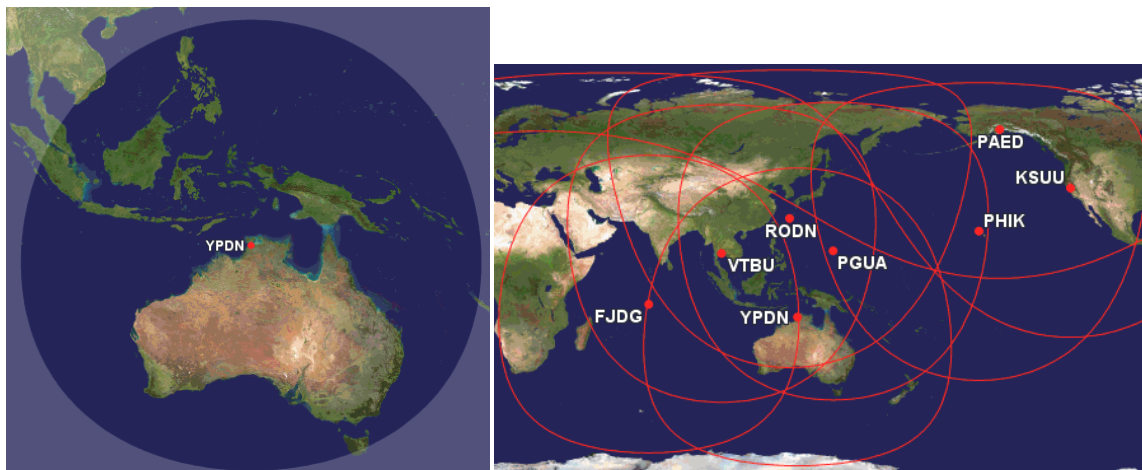 YPDN
PAED
KSUU
PHIK
RODN
PGUA
VTBU
FJDG
YPDN